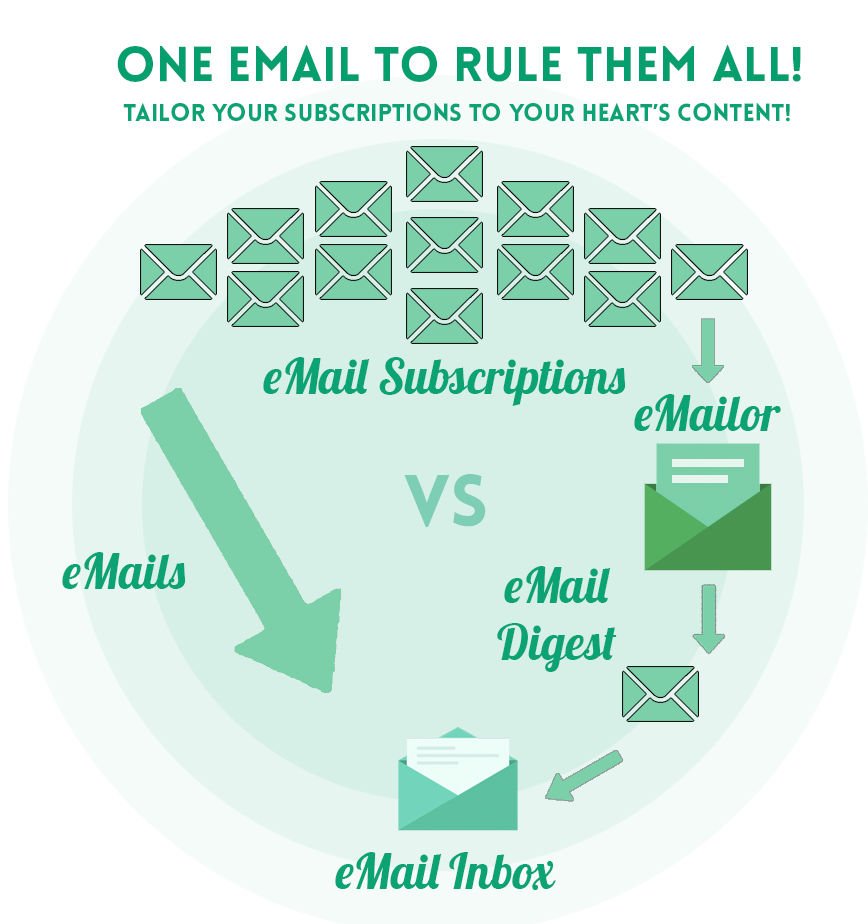 ONE EMAIL TO RULE THEM ALL!
TAILOR YOUR SUBSCRIPTIONS TO YOUR HEART'S CONTENT!
eMail Subscriptions
eMailor
VS
eMails
eMail
Digest
eMail Inbox